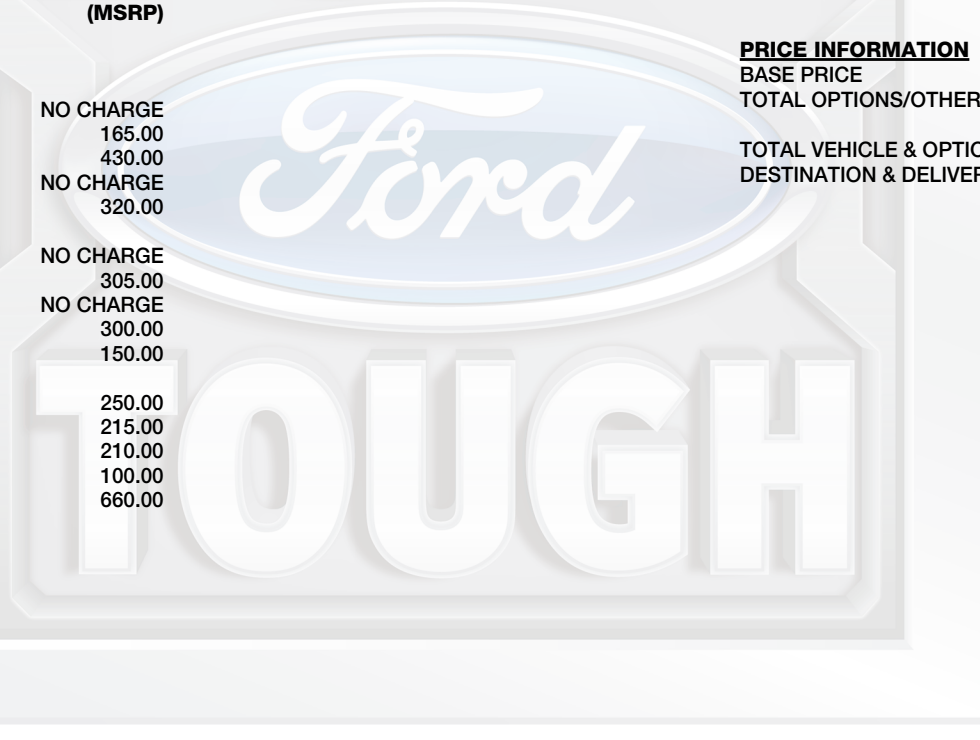 (MSRP)
NO CHARGE
165.00
430.00
NO CHARGE
320.00
NO CHARGE
305.00
NO CHARGE
300.00
150.00
250.00
215.00
210.00
100.00
660.00
PRICE INFORMATION
BASE PRICE
TOTAL OPTIONS/OTHER
TOTAL VEHICLE & OPTIO
DESTINATION & DELIVER
Ford
TOUGH